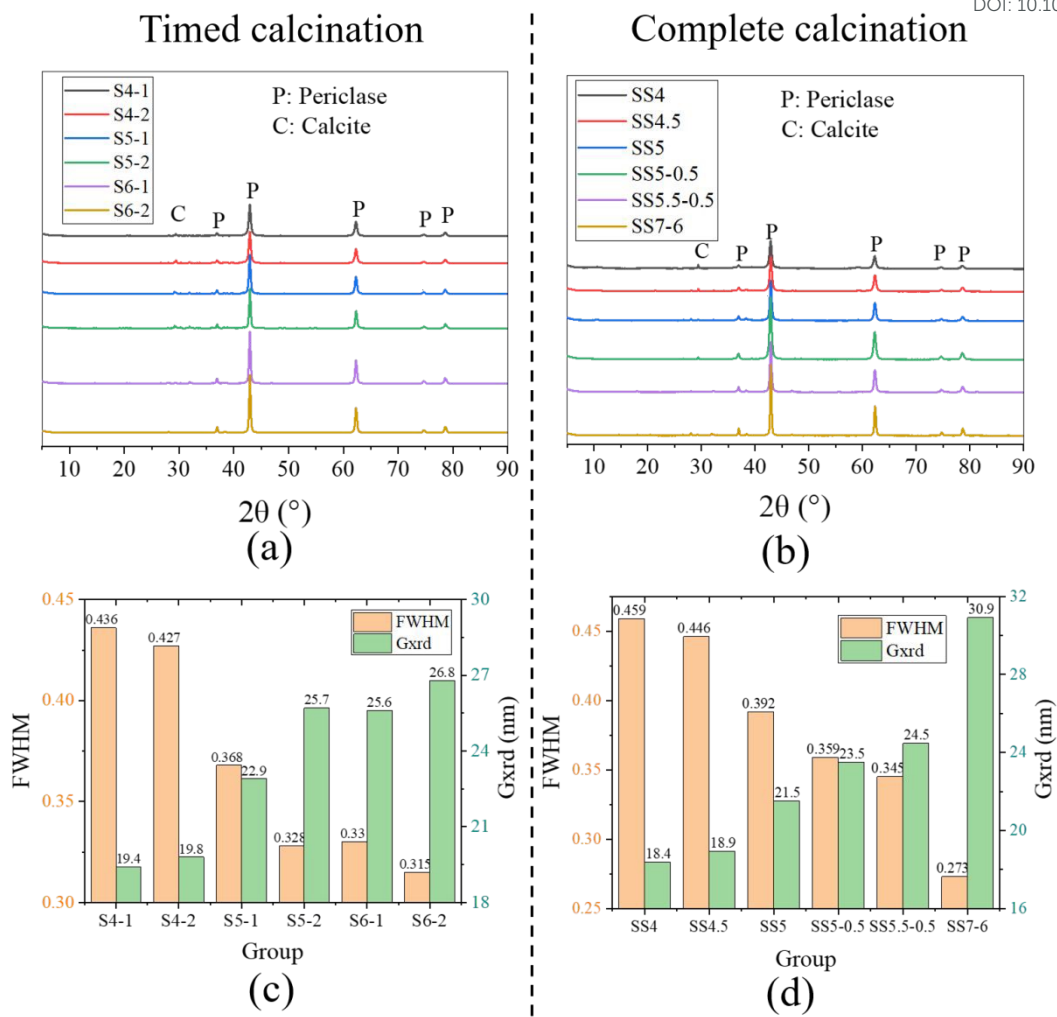 DOI: 10.10
Timed calcination
Complete calcination
S4-1
S4-2
S5-1
S5-2
S6-1
S6-2
P: Periclase
C: Calcite
C
P
P
P
P
P
10 20 30 40 50 60 70 80 90
2θ (°)
(a)
SS4
SS4.5
SS5
SS5-0.5
SS5.5-0.5
SS7-6
P: Periclase
C: Calcite
C
P
P
P
P
P
10 20 30 40 50 60 70 80 90
2θ (°)
(b)
FWHM
0.45
0.40
0.35
0.30
FWHM
Gxrd
0.436
0.427
0.368
0.328
0.33
0.315
19.4
19.8
22.9
25.7
25.6
26.8
30
27
24
21
18
Gxrd (nm)
S4-1 S4-2 S5-1 S5-2 S6-1 S6-2
Group
(c)
FWHM
0.45
0.40
0.35
0.30
0.25
FWHM
Gxrd
0.459
0.446
0.392
0.359
0.345
0.273
18.4
18.9
21.5
23.5
24.5
30.9
32
28
24
20
16
Gxrd (nm)
SS4 SS4.5 SS5 SS5-0.5 SS5.5-0.5 SS7-6
Group
(d)